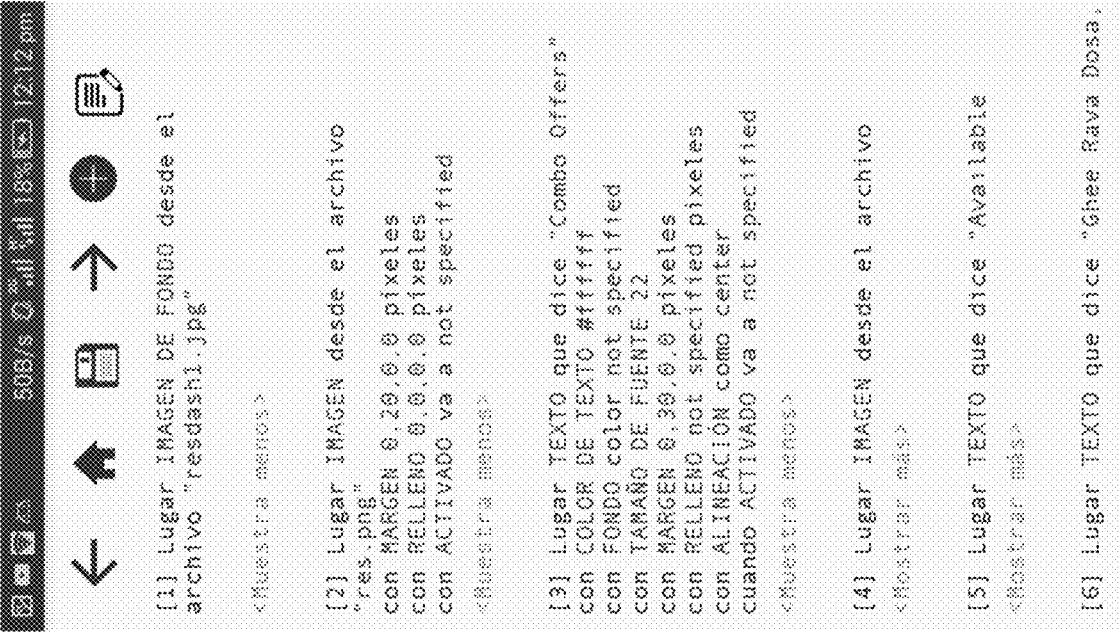 50B/s 18% 12:12 pm
[1] Lugar IMAGEN DE FONDO desde el
archivo "resdash1.jpg"
<Muestra menos>
[2] Lugar IMAGEN desde el archivo
"res.png"
con MARGEN 0,20,0,0 pixeles
con RELLENO 0,0,0,0 pixeles
con ACTIVADO va a not specified
<Muestra menos>
[3] Lugar TEXTO que dice "Combo Offers"
con COLOR DE TEXTO #ffffff
con FONDO color not specified
con TAMAÑO DE FUENTE 22
con MARGEN 0,30,0,0 pixeles
con RELLENO not specified pixeles
con ALINEACIÓN como center
cuando ACTIVADO va a not specified
<Muestra menos>
[4] Lugar IMAGEN desde el archivo
<Mostrar más>
[5] Lugar TEXTO que dice "Available
<Mostrar más>
[6] Lugar TEXTO que dice "Ghee Rava Dosa,